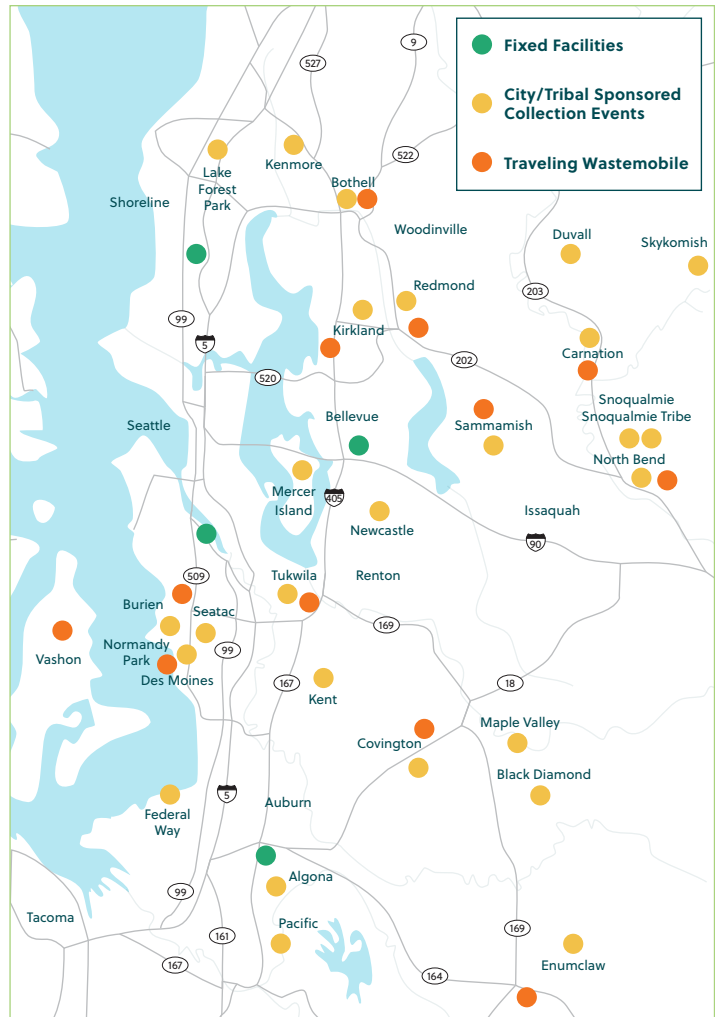 Fixed Facilities
City/Tribal Sponsored
Collection Events
Traveling Wastemobile
9
527
522
Kenmore
Lake
Forest
Park
Bothell
Shoreline
Woodinville
Duvall
Skykomish
Redmond
203
99
5
Kirkland
Carnation
202
520
Snoqualmie
Snoqualmie Tribe
Bellevue
Seattle
Sammamish
North Bend
Mercer
Island
405
Newcastle
Issaquah
90
509
Tukwila
Renton
Burien
Seatac
169
Normandy
Park
99
Vashon
Des Moines
167
18
Kent
Maple Valley
Covington
Black Diamond
5
Auburn
Federal
Way
Algona
99
Tacoma
Pacific
161
169
167
164
Enumclaw